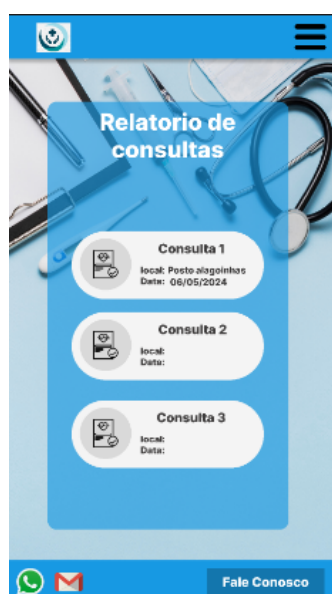 Relatorio de
consultas
Consulta 1
local: Posto alagoinhas
Data: 06/05/2024
Consulta 2
local:
Data:
Consulta 3
local:
Data:
Fale Conosco